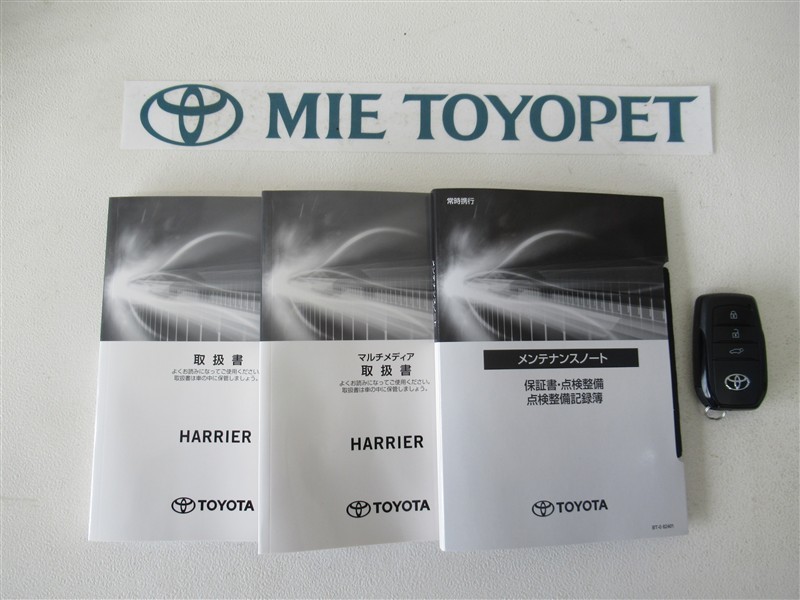 MIE TOYOPET
取扱書
よくお読みになってご使用ください。
取扱書は車の中に保管しましょう。
HARRIER
TOYOTA
マルチメディア
取扱書
よくお読みになってご使用ください。
取扱書は車の中に保管しましょう。
HARRIER
TOYOTA
常時携行
メンテナンスノート
保証書・点検整備
点検整備記録簿
TOYOTA